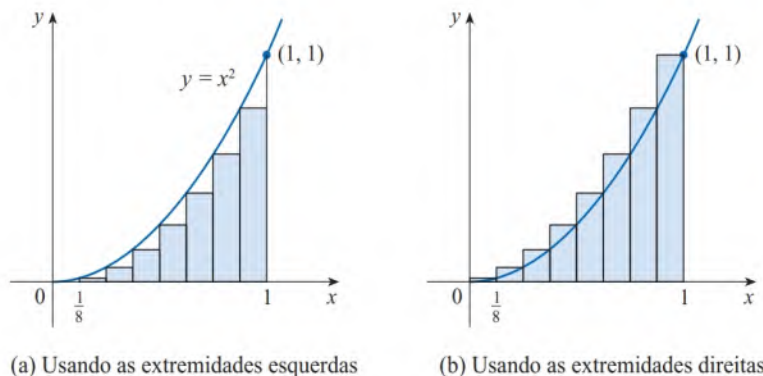 y
(1, 1)
y = x²
0
1/8
1
x
(a) Usando as extremidades esquerdas
y
(1, 1)
0
1/8
1
x
(b) Usando as extremidades direitas